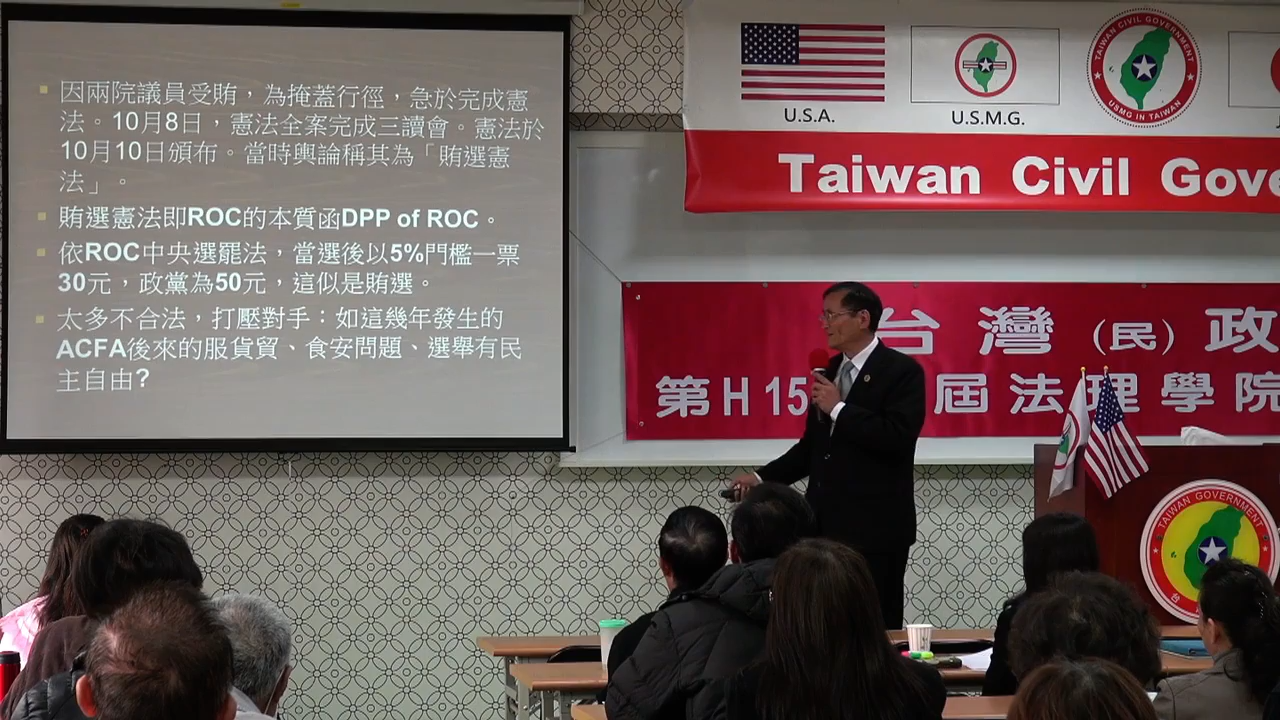 因兩院議員受賄，為掩蓋行徑，急於完成憲
法。10月8日，憲法全案完成三讀會。憲法於
10月10日頒布。當時輿論稱其為「賄選憲
法」。
賄選憲法即ROC的本質函DPP of ROC。
依ROC中央選罷法，當選後以5%門檻一票
30元，政黨為50元，這似是賄選。
太多不合法，打壓對手：如這幾年發生的
ACFA後來的服貨貿、食安問題、選舉有民
主自由?
U.S.A.
U.S.M.G.
TAIWAN CIVIL GOVERNMENT
USMG IN TAIWAN
Taiwan Civil Gove
台灣(民)政
第H15 屆法理學院
TAIWAN GOVERNMENT
台